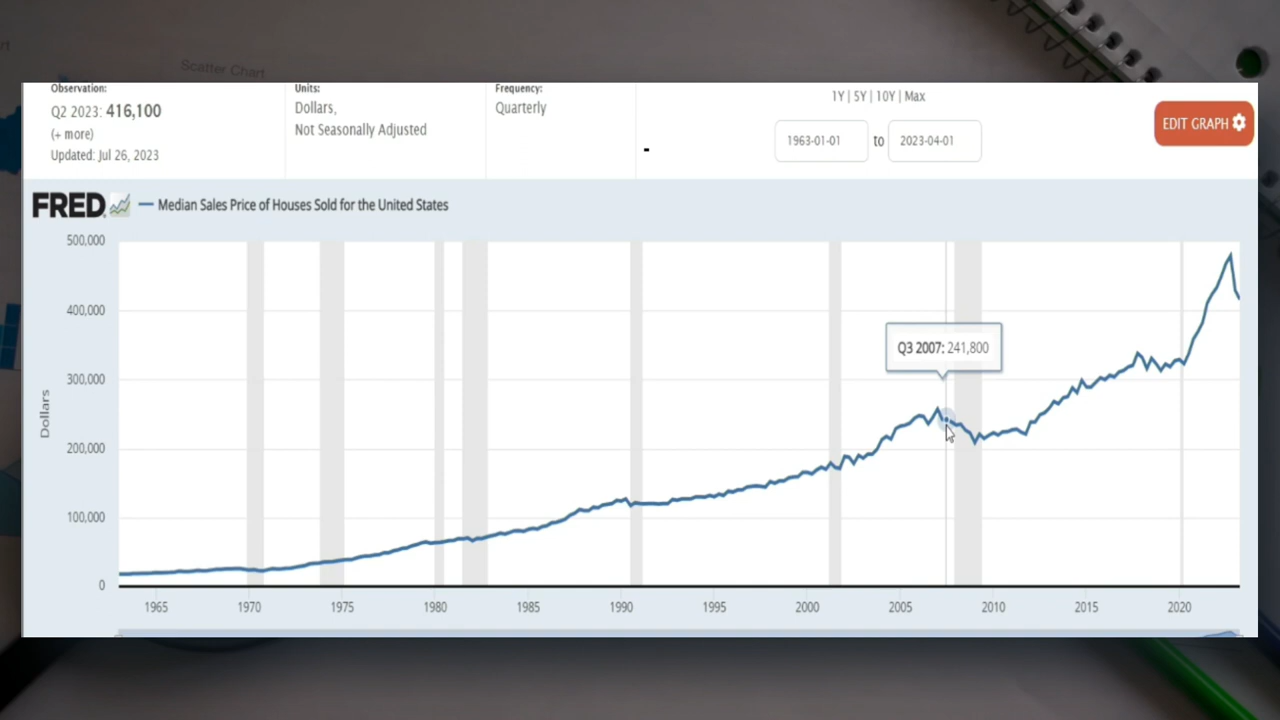 Scatter Chart
Observation:
Q2 2023: 416,100
(+ more)
Updated: Jul 26, 2023
Units:
Dollars,
Not Seasonally Adjusted
Frequency:
Quarterly
1Y | 5Y | 10Y | Max
1963-01-01 to 2023-04-01
EDIT GRAPH
FRED
Median Sales Price of Houses Sold for the United States
Dollars
500,000
400,000
300,000
200,000
100,000
0
Q3 2007: 241,800
1965 1970 1975 1980 1985 1990 1995 2000 2005 2010 2015 2020